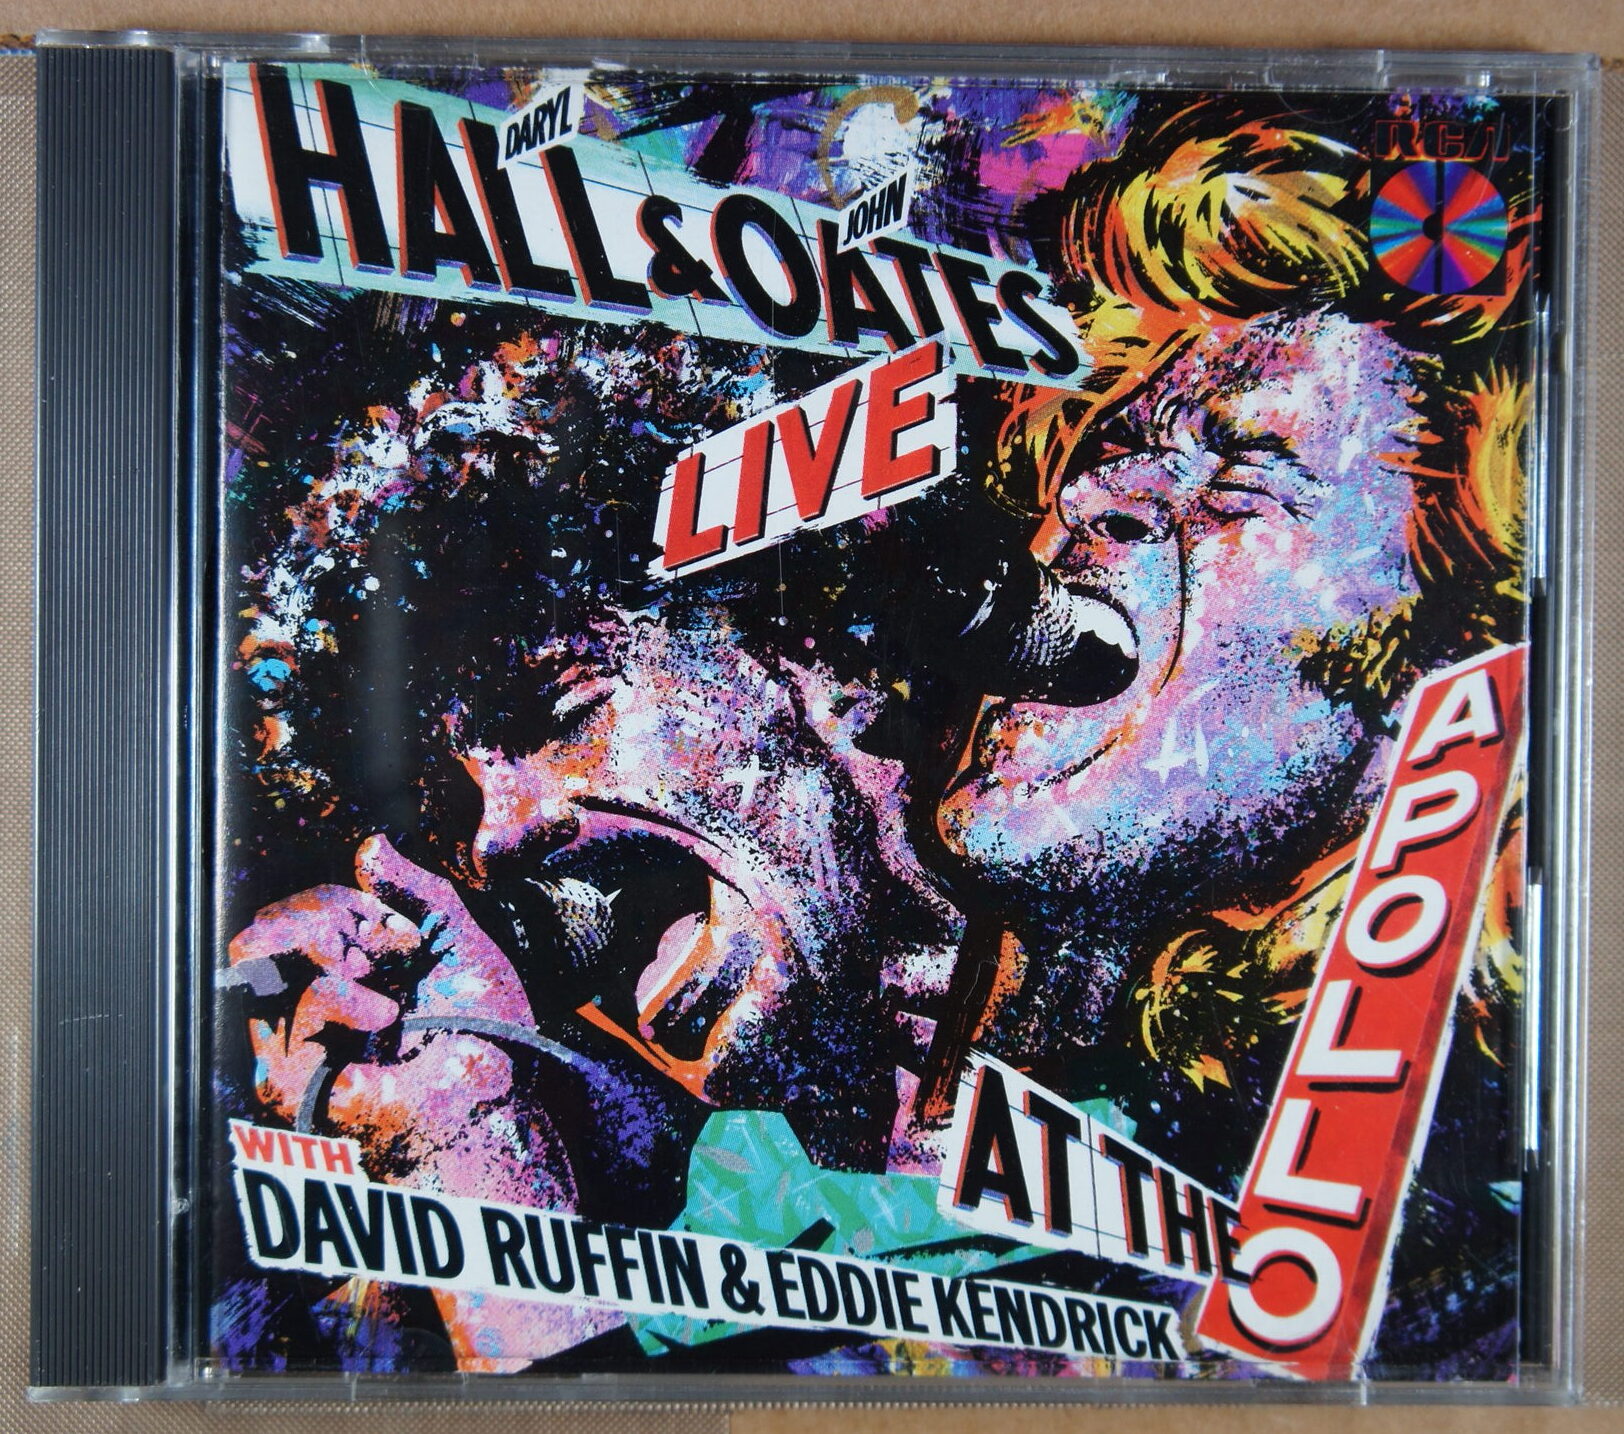 DARYL
HALL & OATES
JOHN
LIVE
RCA
AT THE
APOLLO
WITH
DAVID RUFFIN & EDDIE KENDRICK